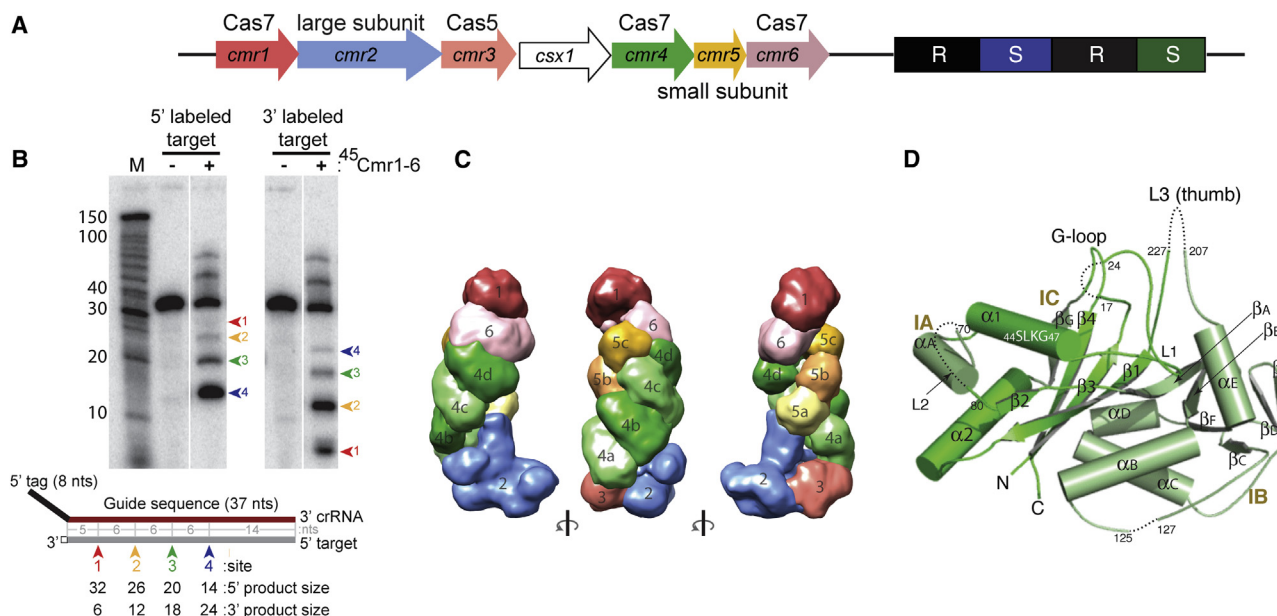 A
Cas7 large subunit Cas5 Cas7 Cas7
cmr1 cmr2 cmr3 csx1 cmr4 cmr5 cmr6 R S R S
small subunit
B
5' labeled target
3' labeled target
M - + - + : 45Cmr1-6
150
100
40
30
20
10
1
2
3
4
4
3
2
1
5' tag (8 nts)
Guide sequence (37 nts)
3' crRNA
5 6 6 6 14 :nts
3' 5' target
1 2 3 4 :site
32 26 20 14 :5' product size
6 12 18 24 :3' product size
C
1 6 4d 4c 4b 2
1 6 5c 4d 5b 4c 4b 4a 3 2
1 6 5c 4d 5b 5a 4a 2 3
D
L3 (thumb)
G-loop
227 207
24
17
IC
α1 βG β4
βA
IA
70
αA
44SLKG47
βE
L1
β1
αE
L2
β3
β2
80
αD
βF
βD
α2
αB
βC
N
αC
IB
C
125 127